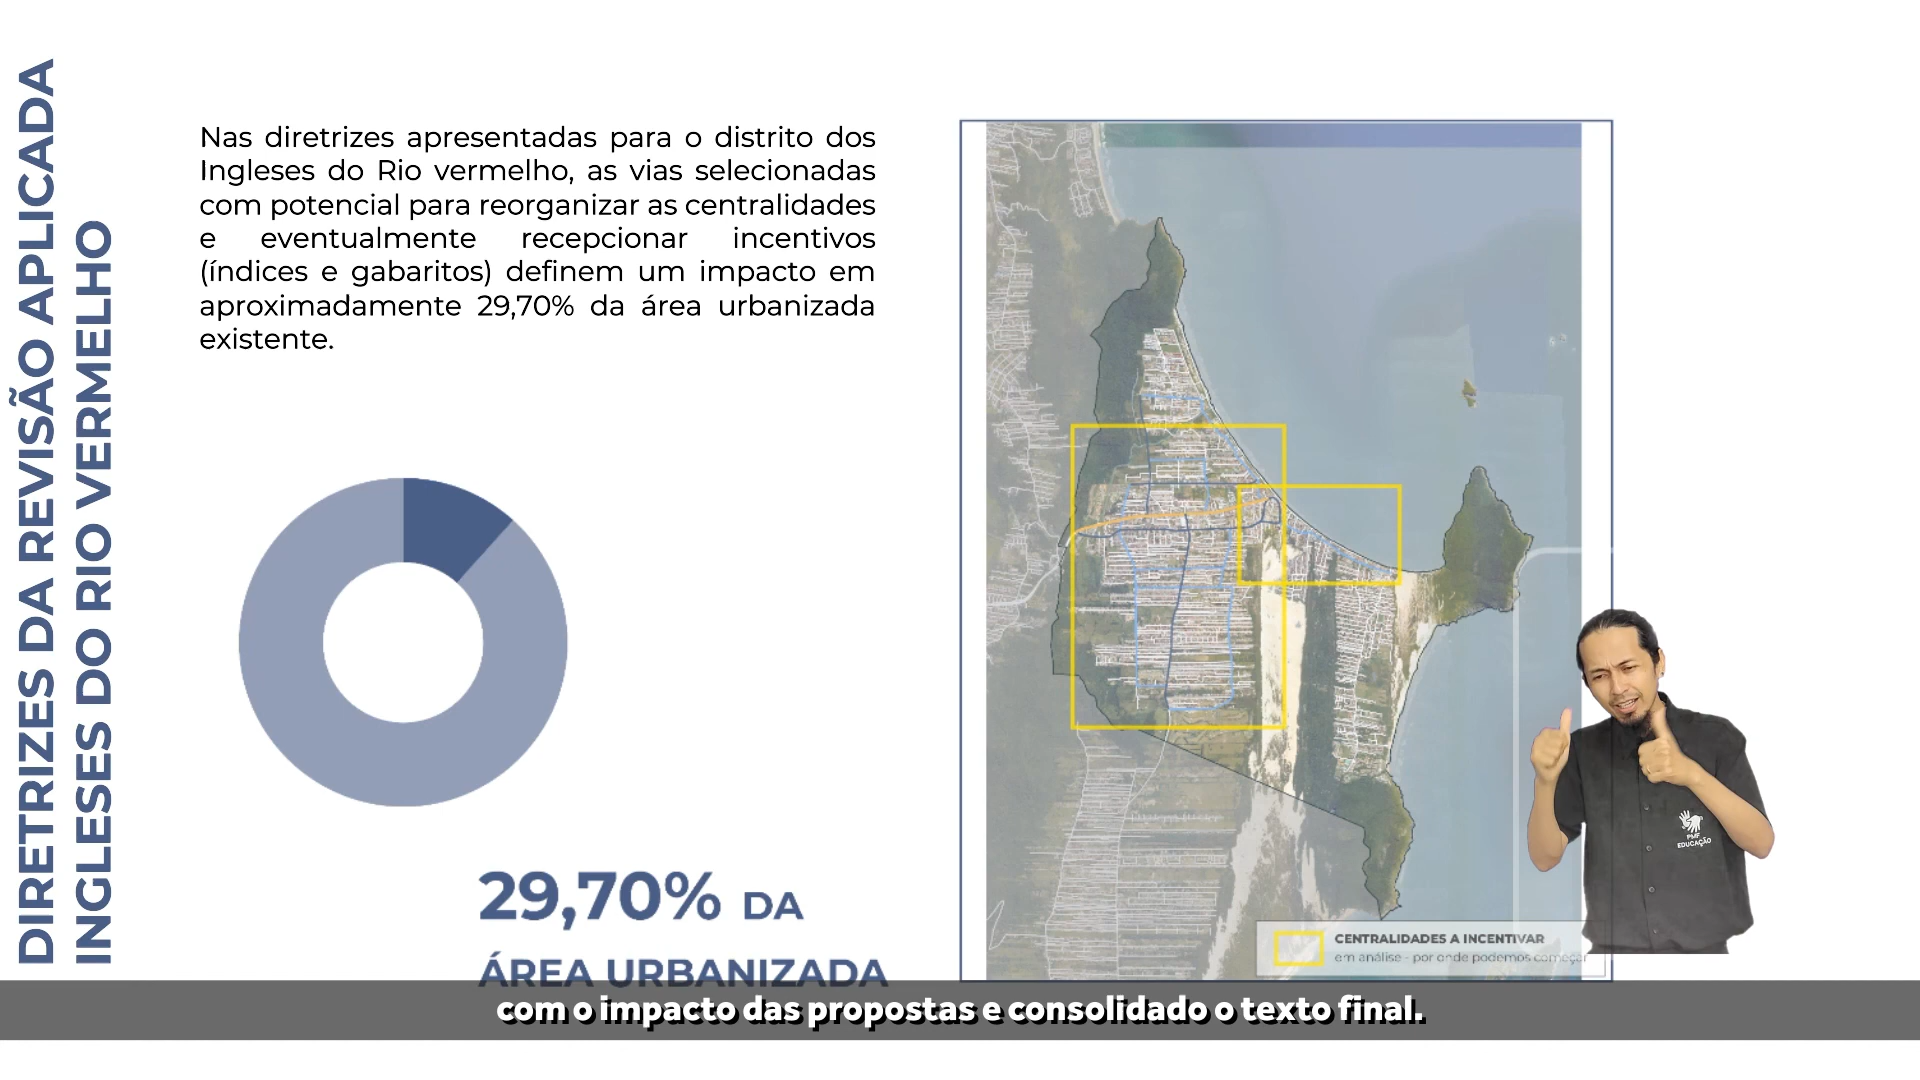 DIRETRIZES DA REVISÃO APLICADA
INGLESES DO RIO VERMELHO
Nas diretrizes apresentadas para o distrito dos
Ingleses do Rio vermelho, as vias selecionadas
com potencial para reorganizar as centralidades
e eventualmente recepcionar incentivos
(índices e gabaritos) definem um impacto em
aproximadamente 29,70% da área urbanizada
existente.
29,70% DA
ÁREA URBANIZADA
CENTRALIDADES A INCENTIVAR
em análise - por onde podemos começar
PMF
EDUCAÇÃO
com o impacto das propostas e consolidado o texto final.